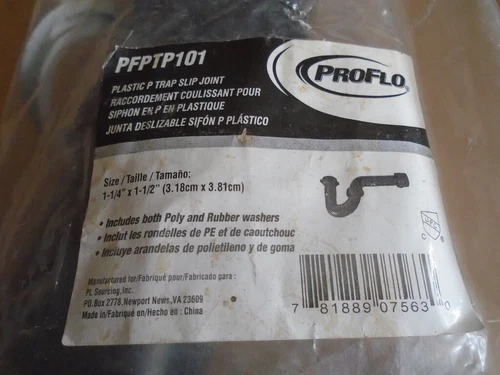 PFPTP101
PROFLO
PLASTIC P TRAP SLIP JOINT
RACCORDEMENT COULISSANT POUR
SIPHON EN P EN PLASTIQUE
JUNTA DESLIZABLE SIFÓN P PLÁSTICO
Size / Taille / Tamaño:
1-1/4" x 1-1/2" (3.18cm x 3.81cm)
• Includes both Poly and Rubber washers
• Inclut les rondelles de PE et de caoutchouc
• Incluye arandelas de polietileno y de goma
Manufactured for/Fabriqué pour/Fabricado para :
PL Sourcing, Inc.
P.O. Box 2778, Newport News, VA 23609
Made in/Fabriqué en/Hecho en : China
7 81889 07563 0